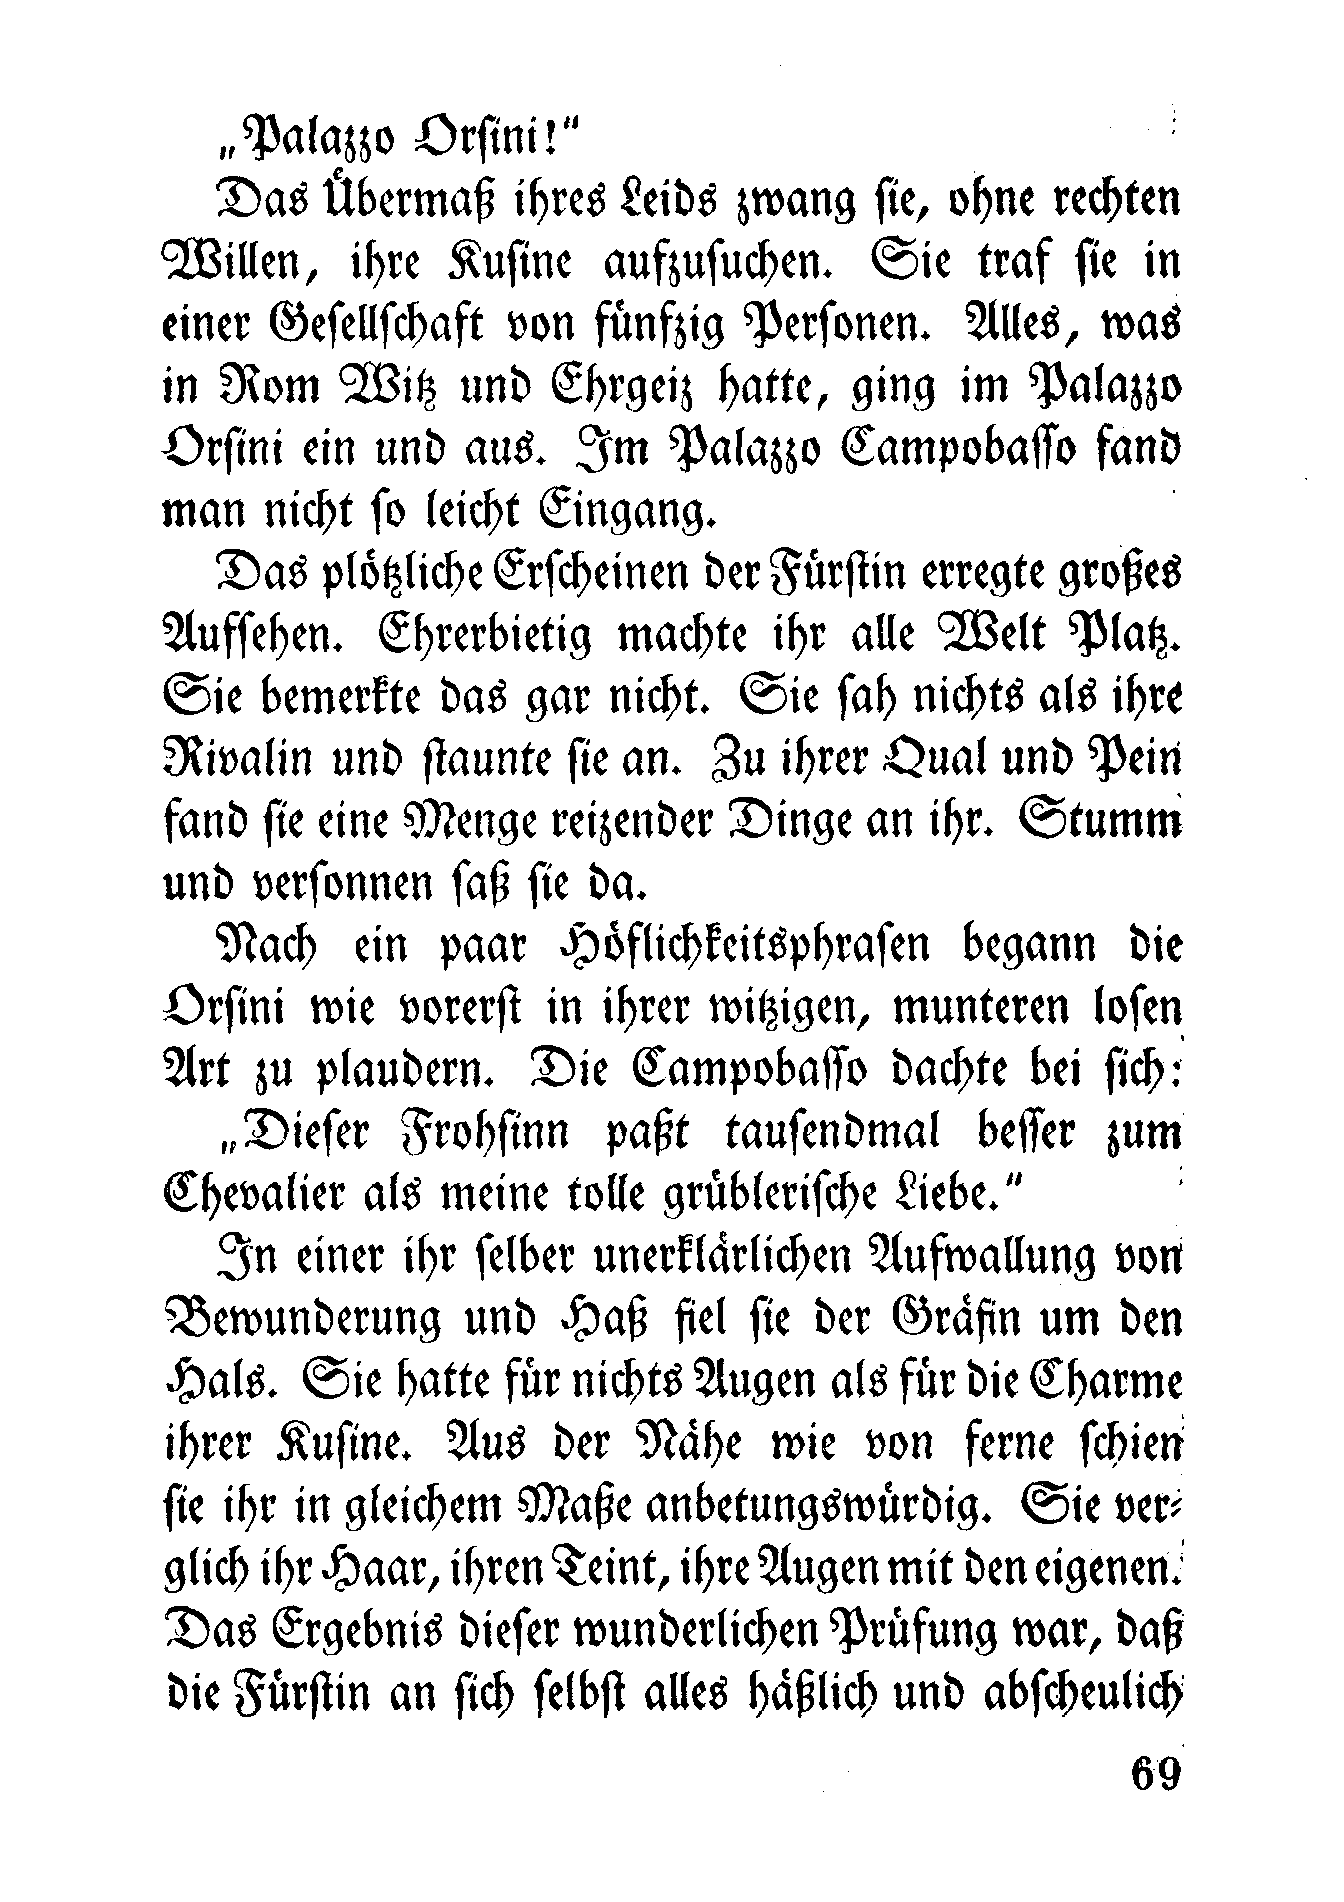 „Palazzo Orsini!“
Das Übermaß ihres Leids zwang sie, ohne rechten
Willen, ihre Kusine aufzusuchen. Sie traf sie in
einer Gesellschaft von fünfzig Personen. Alles, was
in Rom Witz und Ehrgeiz hatte, ging im Palazzo
Orsini ein und aus. Im Palazzo Campobasso fand
man nicht so leicht Eingang.
Das plötzliche Erscheinen der Fürstin erregte großes
Aufsehen. Ehrerbietig machte ihr alle Welt Platz.
Sie bemerkte das gar nicht. Sie sah nichts als ihre
Rivalin und staunte sie an. Zu ihrer Qual und Pein
fand sie eine Menge reizender Dinge an ihr. Stumm
und versonnen saß sie da.
Nach ein paar Höflichkeitsphrasen begann die
Orsini wie vorerst in ihrer witzigen, munteren losen
Art zu plaudern. Die Campobasso dachte bei sich:
„Dieser Frohsinn paßt tausendmal besser zum
Chevalier als meine tolle grüblerische Liebe.“
In einer ihr selber unerklärlichen Aufwallung von
Bewunderung und Haß fiel sie der Gräfin um den
Hals. Sie hatte für nichts Augen als für die Charme
ihrer Kusine. Aus der Nähe wie von ferne schien
sie ihr in gleichem Maße anbetungswürdig. Sie ver-
glich ihr Haar, ihren Teint, ihre Augen mit den eigenen.
Das Ergebnis dieser wunderlichen Prüfung war, daß
die Fürstin an sich selbst alles häßlich und abscheulich
69